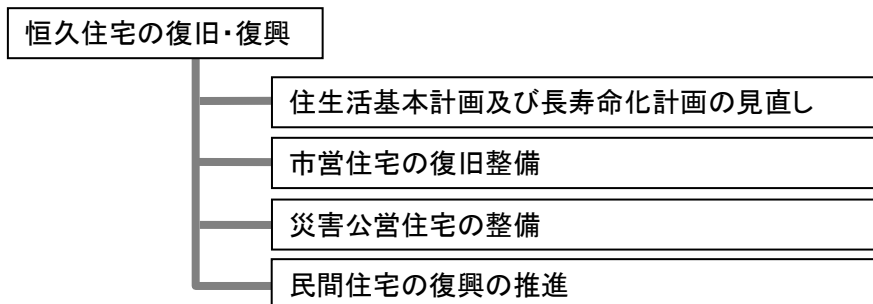 恒久住宅の復旧・復興
住生活基本計画及び長寿命化計画の見直し
市営住宅の復旧整備
災害公営住宅の整備
民間住宅の復興の推進